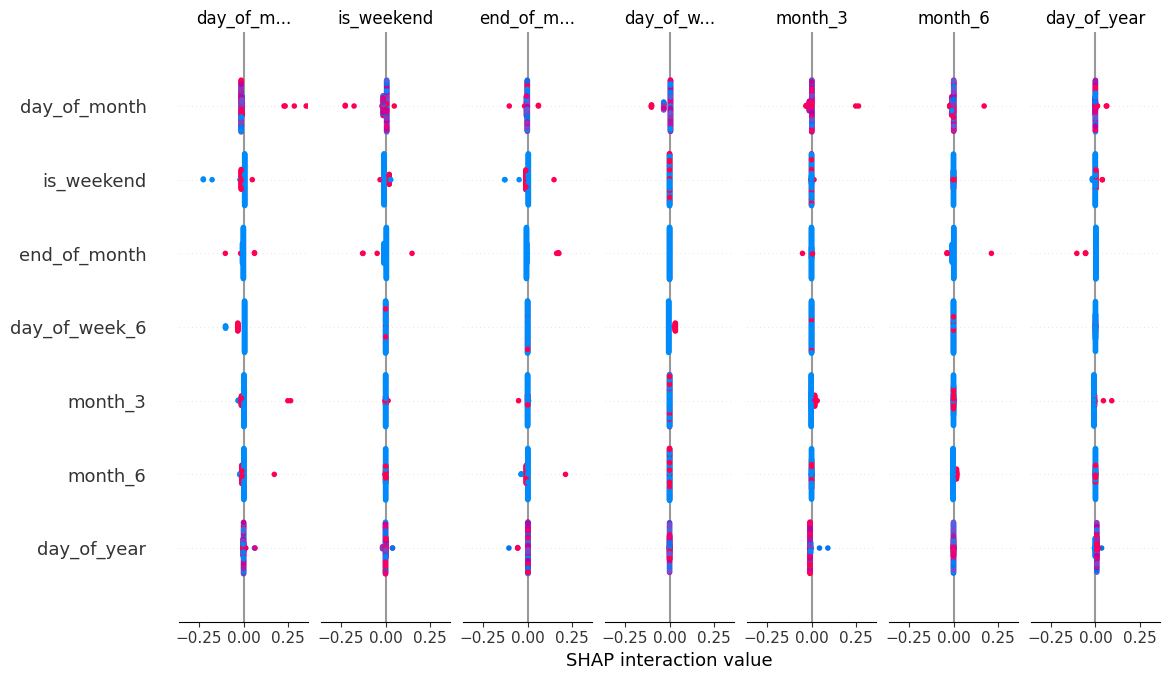 day_of_m... is_weekend end_of_m... day_of_w... month_3 month_6 day_of_year
day_of_month
is_weekend
end_of_month
day_of_week_6
month_3
month_6
day_of_year
−0.25 0.00 0.25 −0.25 0.00 0.25 −0.25 0.00 0.25 −0.25 0.00 0.25 −0.25 0.00 0.25 −0.25 0.00 0.25 −0.25 0.00 0.25
SHAP interaction value